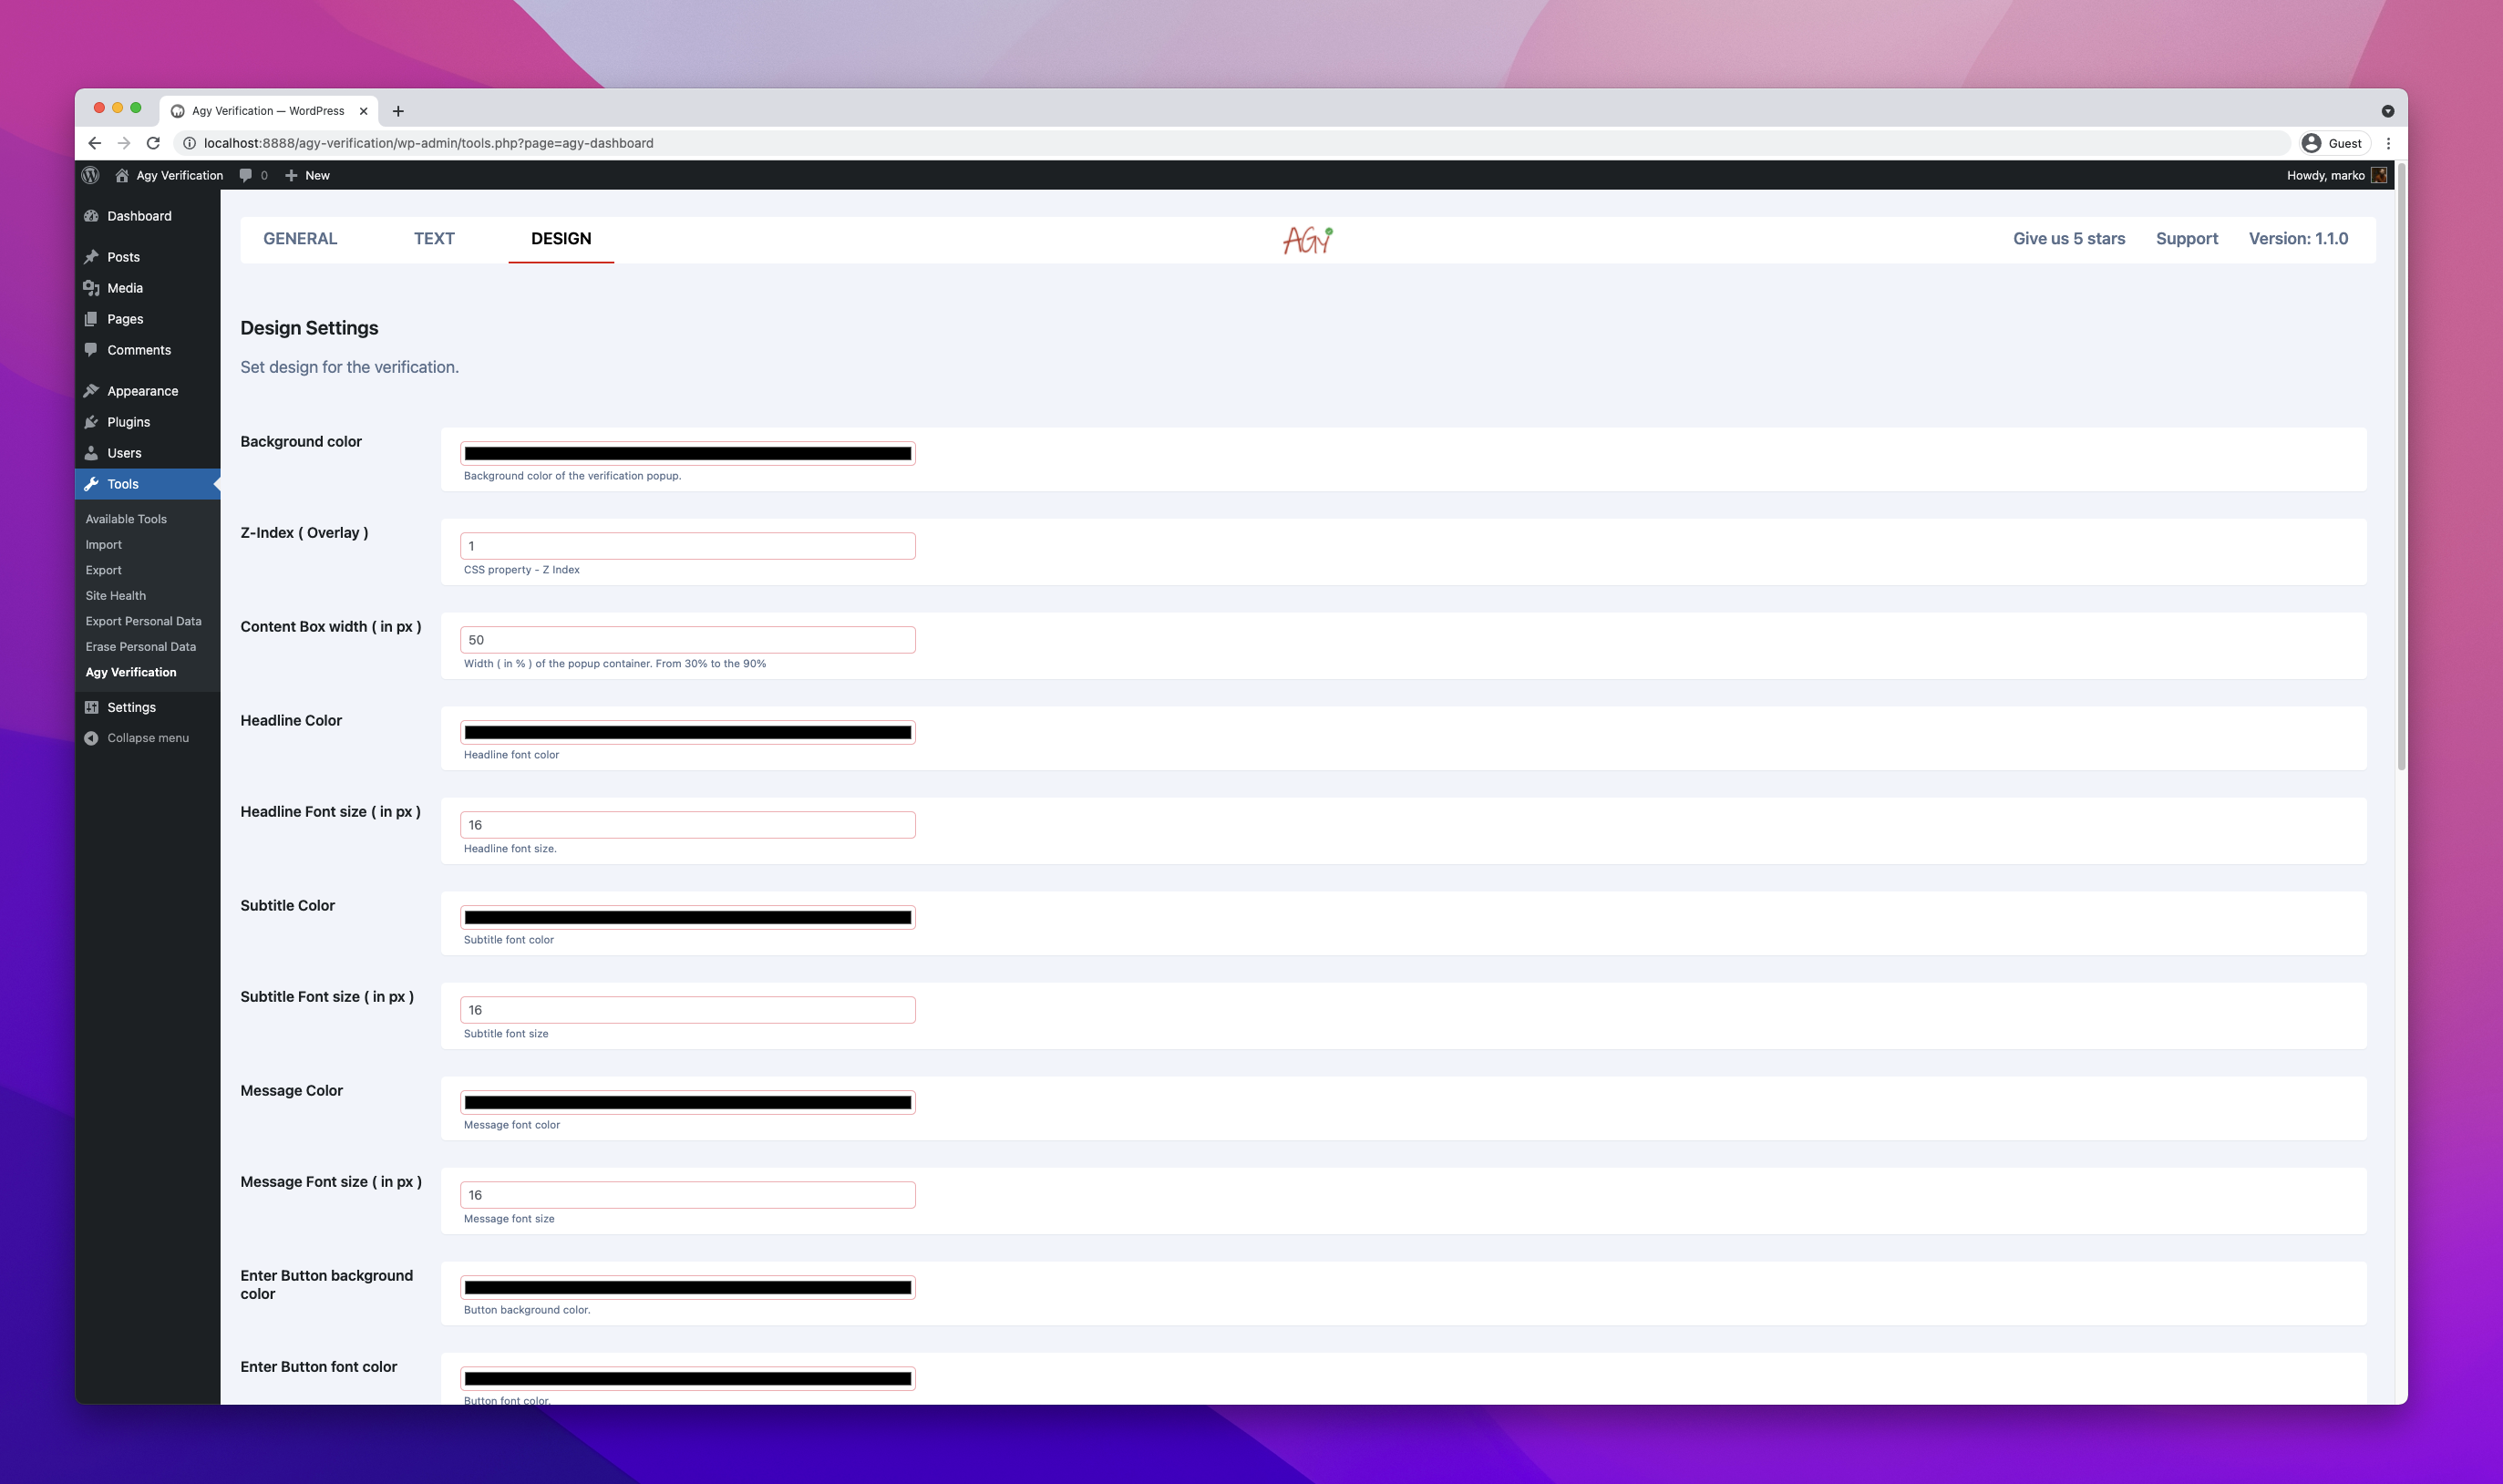 Agy Verification — WordPress
localhost:8888/agy-verification/wp-admin/tools.php?page=agy-dashboard
Guest
Agy Verification
0
New
Howdy, marko
Dashboard
Posts
Media
Pages
Comments
Appearance
Plugins
Users
Tools
Available Tools
Import
Export
Site Health
Export Personal Data
Erase Personal Data
Agy Verification
Settings
Collapse menu
GENERAL
TEXT
DESIGN
AGY
Give us 5 stars
Support
Version: 1.1.0
Design Settings
Set design for the verification.
Background color
Background color of the verification popup.
Z-Index ( Overlay )
1
CSS property - Z Index
Content Box width ( in px )
50
Width ( in % ) of the popup container. From 30% to the 90%
Headline Color
Headline font color
Headline Font size ( in px )
16
Headline font size.
Subtitle Color
Subtitle font color
Subtitle Font size ( in px )
16
Subtitle font size
Message Color
Message font color
Message Font size ( in px )
16
Message font size
Enter Button background
color
Button background color.
Enter Button font color
Button font color.